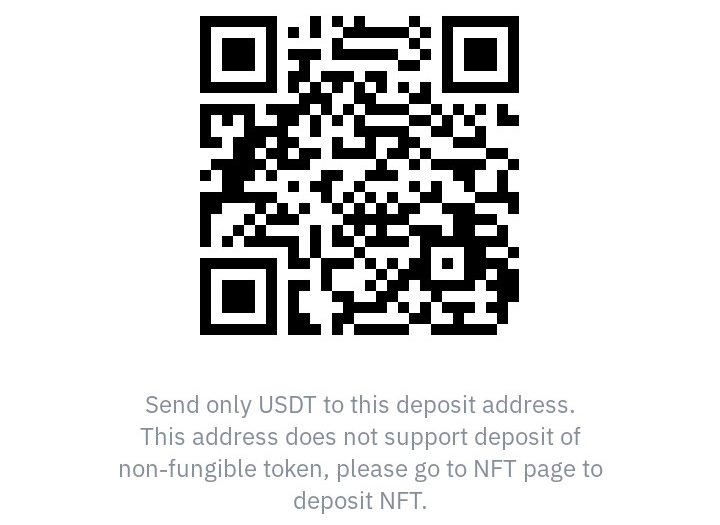 Send only USDT to this deposit address.
This address does not support deposit of
non-fungible token, please go to NFT page to
deposit NFT.